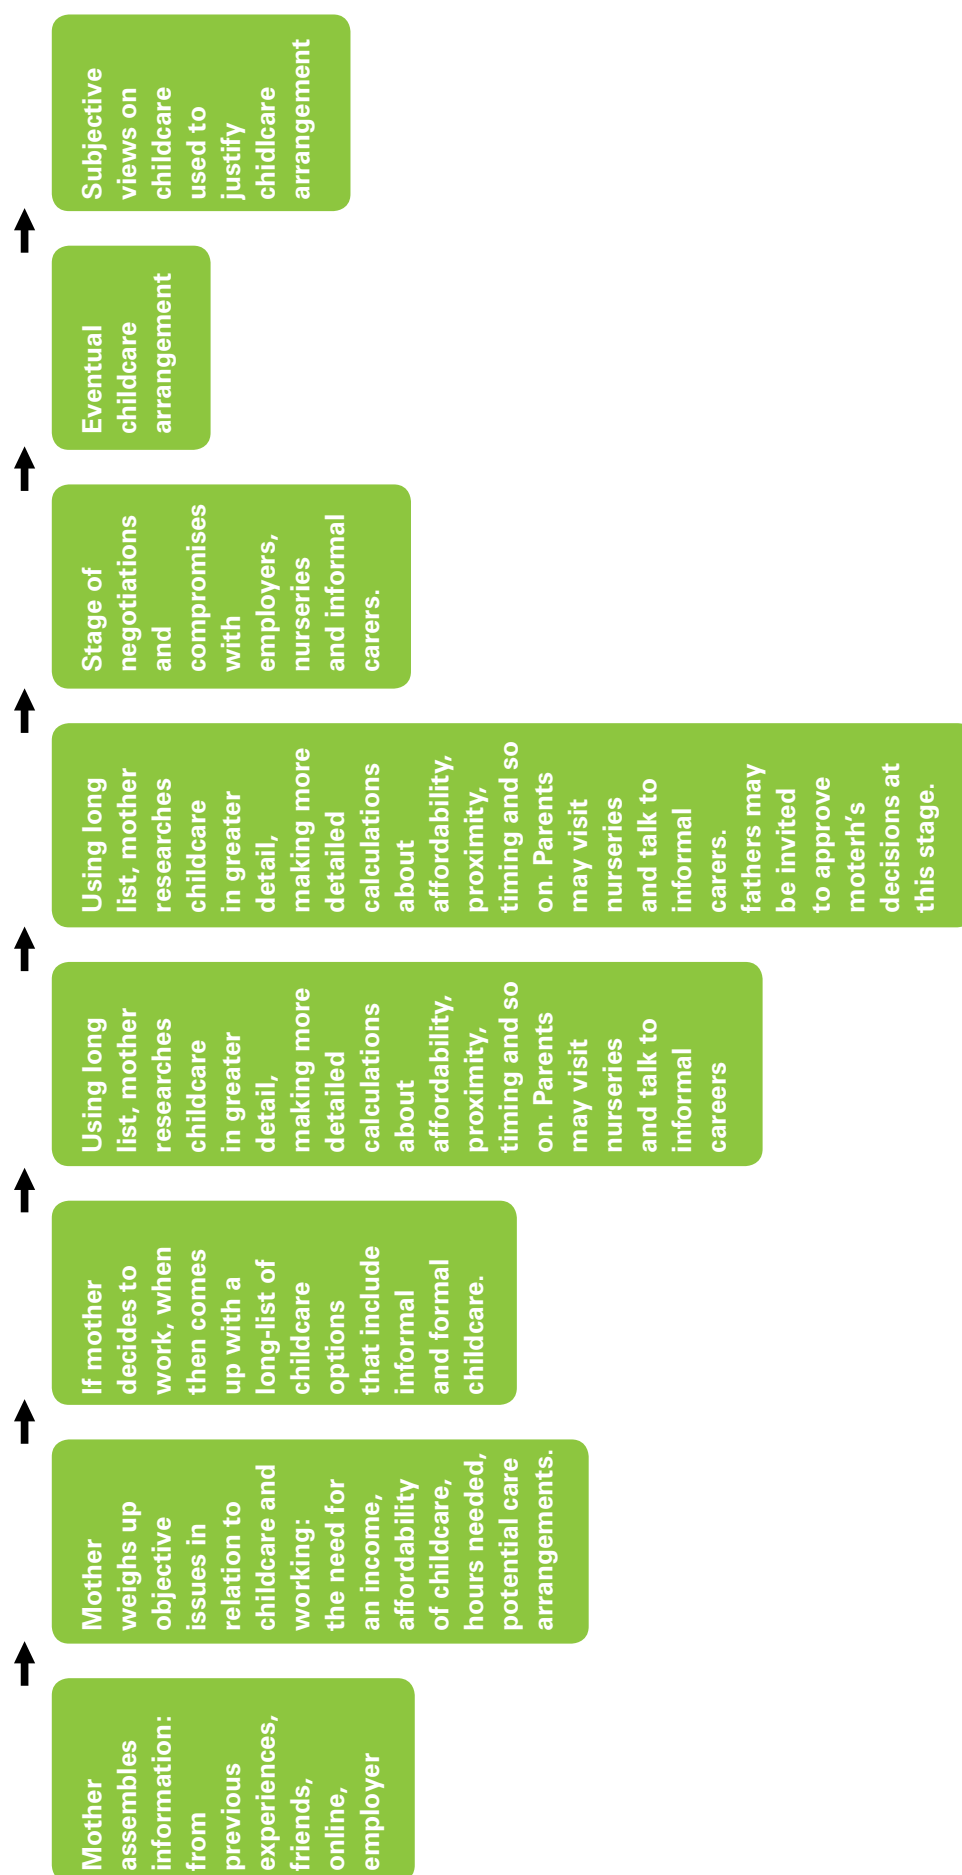 Mother
assembles
information:
from
previous
experiences,
friends,
online,
employer
Mother
weighs up
objective
issues in
relation to
childcare and
working:
the need for
an income,
affordability
of childcare,
hours needed,
potential care
arrangements.
If mother
decides to
work, when
then comes
up with a
long-list of
childcare
options
that include
informal
and formal
childcare.
Using long
list, mother
researches
childcare
in greater
detail,
making more
detailed
calculations
about
affordability,
proximity,
timing and so
on. Parents
may visit
nurseries
and talk to
informal
careers
Using long
list, mother
researches
childcare
in greater
detail,
making more
detailed
calculations
about
affordability,
proximity,
timing and so
on. Parents
may visit
nurseries
and talk to
informal
carers.
fathers may
be invited
to approve
moterh's
decisions at
this stage.
Stage of
negotiations
and
compromises
with
employers,
nurseries
and informal
carers.
Eventual
childcare
arrangement
Subjective
views on
childcare
used to
justify
chidlcare
arrangement